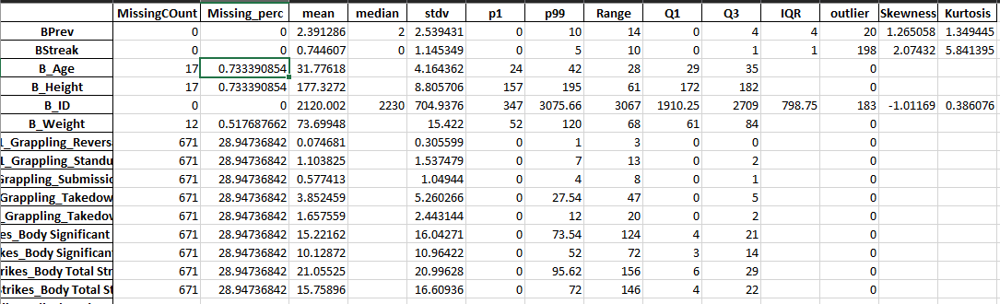 MissingCOunt Missing_perc mean median stdv p1 p99 Range Q1 Q3 IQR outlier Skewness Kurtosis
BPrev 0 0 2.391286 2 2.539431 0 10 14 0 4 4 20 1.265058 1.349445
BStreak 0 0 0.744607 0 1.145349 0 5 10 0 1 1 198 2.07432 5.841395
B_Age 17 0.733390854 31.77618 4.164362 24 42 28 29 35 0
B_Height 17 0.733390854 177.3272 8.805706 157 195 61 172 182 0
B_ID 0 0 2120.002 2230 704.9376 347 3075.66 3067 1910.25 2709 798.75 183 -1.01169 0.386076
B_Weight 12 0.517687662 73.69948 15.422 52 120 68 61 84 0
_Grappling_Revers 671 28.94736842 0.074681 0.305599 0 1 3 0 0 0
_Grappling_Standu 671 28.94736842 1.103825 1.537479 0 7 13 0 2 0
Grappling_Submissio 671 28.94736842 0.577413 1.04944 0 4 8 0 1 0
Grappling_Takedow 671 28.94736842 3.852459 5.260266 0 27.54 47 0 5 0
_Grappling_Takedov 671 28.94736842 1.657559 2.443144 0 12 20 0 2 0
es_Body Significant 671 28.94736842 15.22162 16.04271 0 73.54 124 4 21 0
kes_Body Significan 671 28.94736842 10.12872 10.96422 0 52 72 3 14 0
rikes_Body Total Str 671 28.94736842 21.05525 20.99628 0 95.62 156 6 29 0
trikes_Body Total St 671 28.94736842 15.75896 16.60936 0 72 146 4 22 0